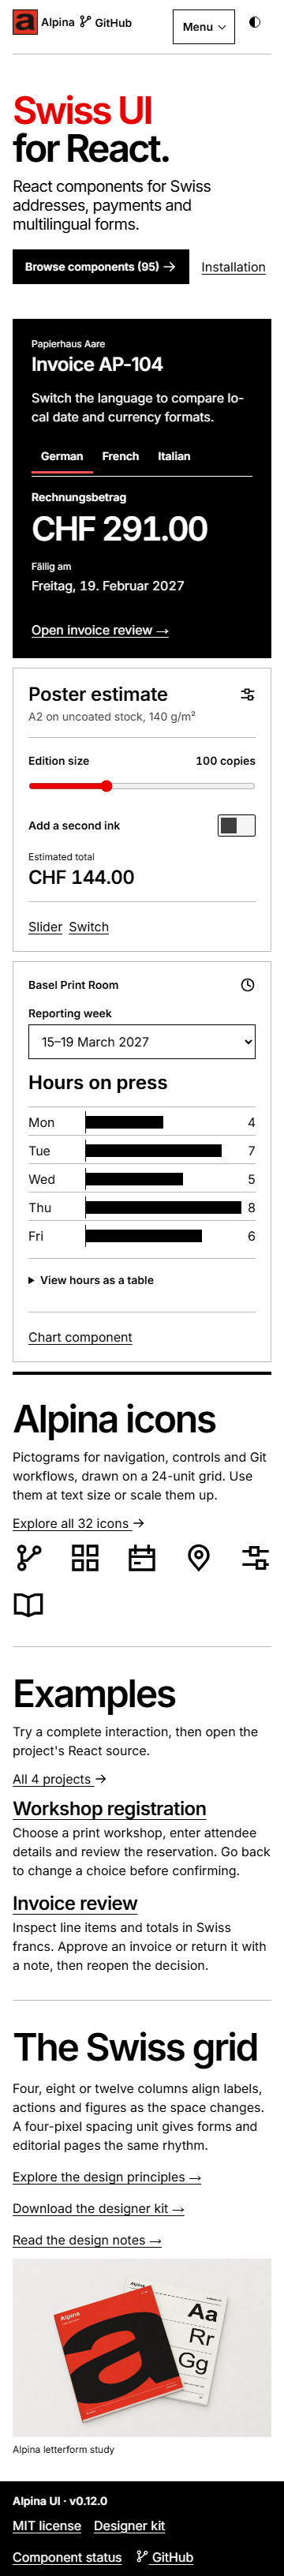 a Alpina GitHub Menu
Swiss UI
for React.
React components for Swiss
addresses, payments and
multilingual forms.
Browse components (95) → Installation
Papierhaus Aare
Invoice AP-104
Switch the language to compare lo-
cal date and currency formats.
German French Italian
Rechnungsbetrag
CHF 291.00
Fällig am
Freitag, 19. Februar 2027
Open invoice review →
Poster estimate
A2 on uncoated stock, 140 g/m²
Edition size 100 copies
Add a second ink
Estimated total
CHF 144.00
Slider Switch
Basel Print Room
Reporting week
15–19 March 2027
Hours on press
Mon 4
Tue 7
Wed 5
Thu 8
Fri 6
View hours as a table
Chart component
Alpina icons
Pictograms for navigation, controls and Git
workflows, drawn on a 24-unit grid. Use
them at text size or scale them up.
Explore all 32 icons →
Examples
Try a complete interaction, then open the
project's React source.
All 4 projects →
Workshop registration
Choose a print workshop, enter attendee
details and review the reservation. Go back
to change a choice before confirming.
Invoice review
Inspect line items and totals in Swiss
francs. Approve an invoice or return it with
a note, then reopen the decision.
The Swiss grid
Four, eight or twelve columns align labels,
actions and figures as the space changes.
A four-pixel spacing unit gives forms and
editorial pages the same rhythm.
Explore the design principles →
Download the designer kit →
Read the design notes →
Alpina
a
Aa
Rr
Gg
Alpina letterform study
Alpina UI · v0.12.0
MIT license Designer kit
Component status GitHub